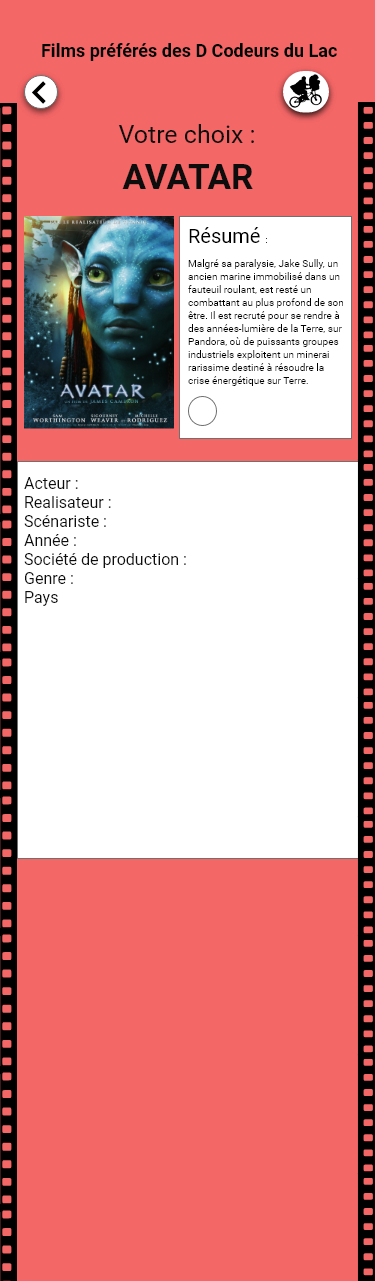 Films préférés des D Codeurs du Lac
Votre choix :
AVATAR
Résumé :
Malgré sa paralysie, Jake Sully, un
ancien marine immobilisé dans un
fauteuil roulant, est resté un
combattant au plus profond de son
être. Il est recruté pour se rendre à
des années-lumière de la Terre, sur
Pandora, où de puissants groupes
industriels exploitent un minerai
rarissime destiné à résoudre la
crise énergétique sur Terre.
AVATAR
UN FILM DE JAMES CAMERON
SAM WORTHINGTON SIGOURNEY WEAVER MICHELLE RODRIGUEZ
Acteur :
Realisateur :
Scénariste :
Année :
Société de production :
Genre :
Pays